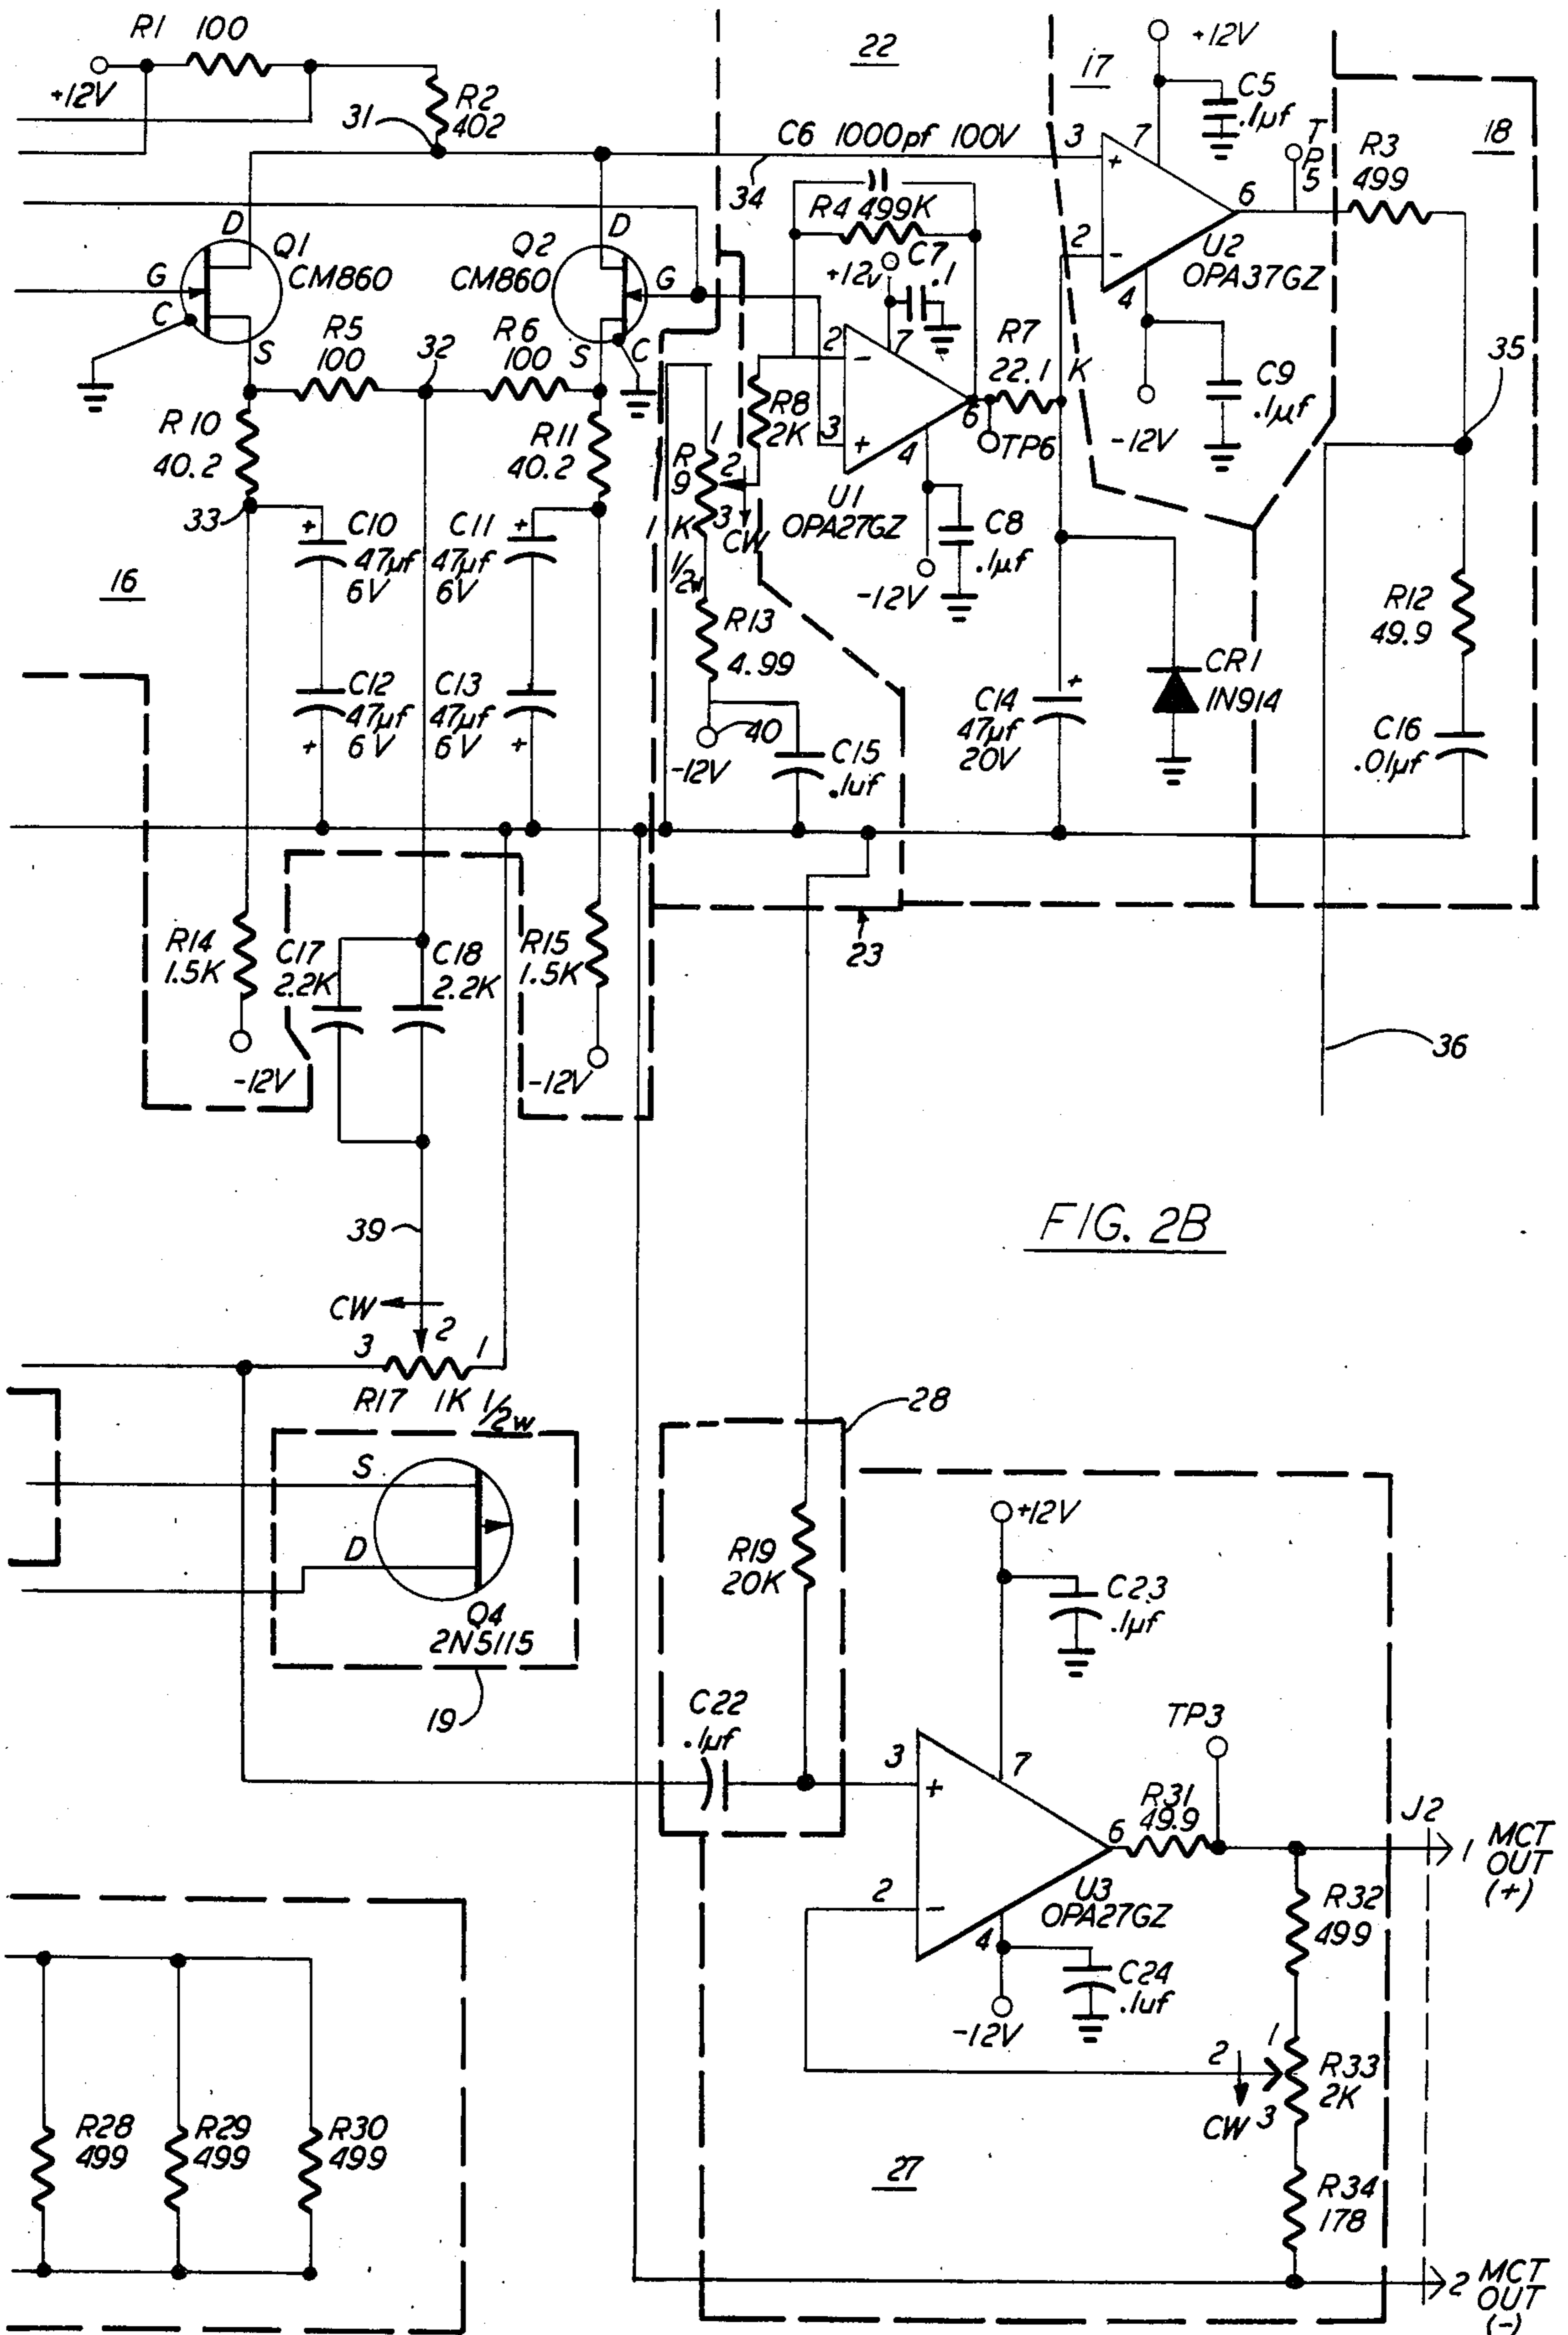 R1 100
+12V
R2
402
31
22
17
+12V
C5
.1µf
T
P
5
R3
499
18
C6 1000pf 100V
3
7
+
6
34
R4 499K
2
-
U2
OPA37GZ
4
D
Q1
CM860
G
C
S
Q2
CM860
D
G
S
C
+12v
C7
.1
R5
100
32
R6
100
2
-
7
R7
22.1 K
C9
.1µf
-12V
35
R10
40.2
R11
40.2
R8
2K
3
+
6
TP6
4
R
9
1
2
3
1
K
1/2w
CW
U1
OPA27GZ
C8
.1µf
-12V
33
+
C10
47µf
6V
C11
47µf
6V
+
16
R12
49.9
R13
4.99
CR1
IN914
C12
47µf
6V
+
C13
47µf
6V
+
40
-12V
C15
.1uf
C14
47µf
20V
+
C16
.01µf
23
R14
1.5K
C17
2.2K
C18
2.2K
R15
1.5K
-12V
-12V
36
39
FIG. 2B
CW
3
2
1
R17 1K 1/2w
28
S
D
Q4
2N5115
19
R19
20K
+12V
C23
.1µf
C22
.1µf
3
+
7
TP3
R31
49.9
6
J2
1
MCT
OUT
(+)
2
-
U3
OPA27GZ
R32
499
4
C24
.1uf
-12V
2
1
CW
3
R33
2K
R28
499
R29
499
R30
499
27
R34
178
2
MCT
OUT
(-)